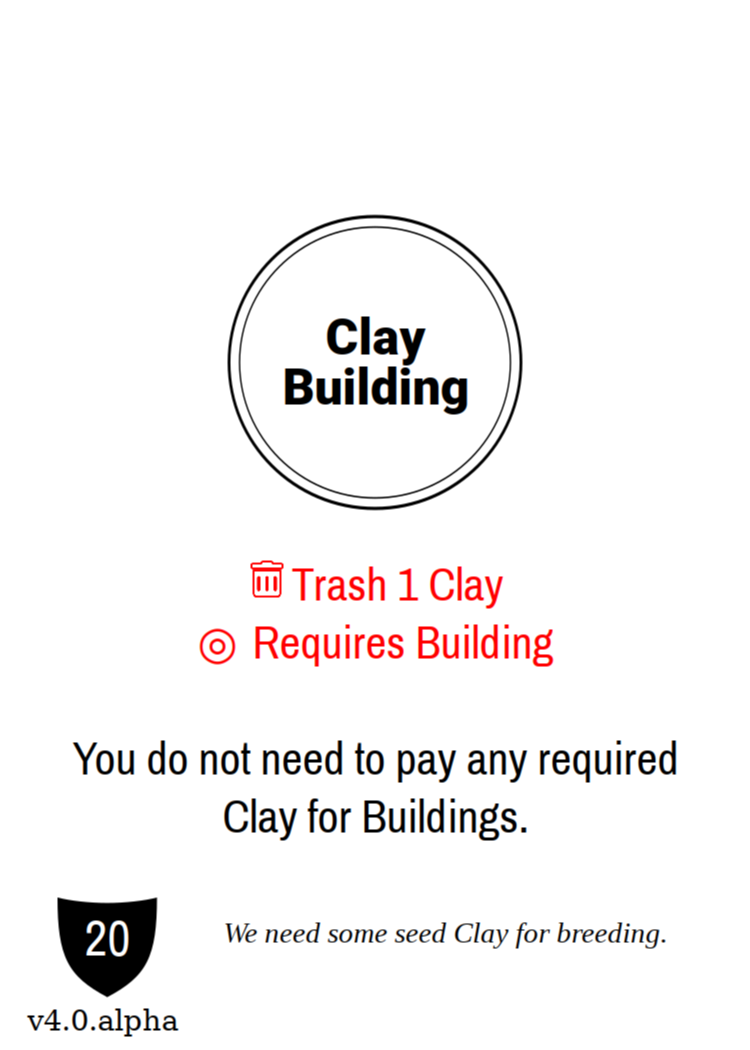 Clay
Building
Trash 1 Clay
Requires Building
You do not need to pay any required
Clay for Buildings.
20
We need some seed Clay for breeding.
v4.0.alpha